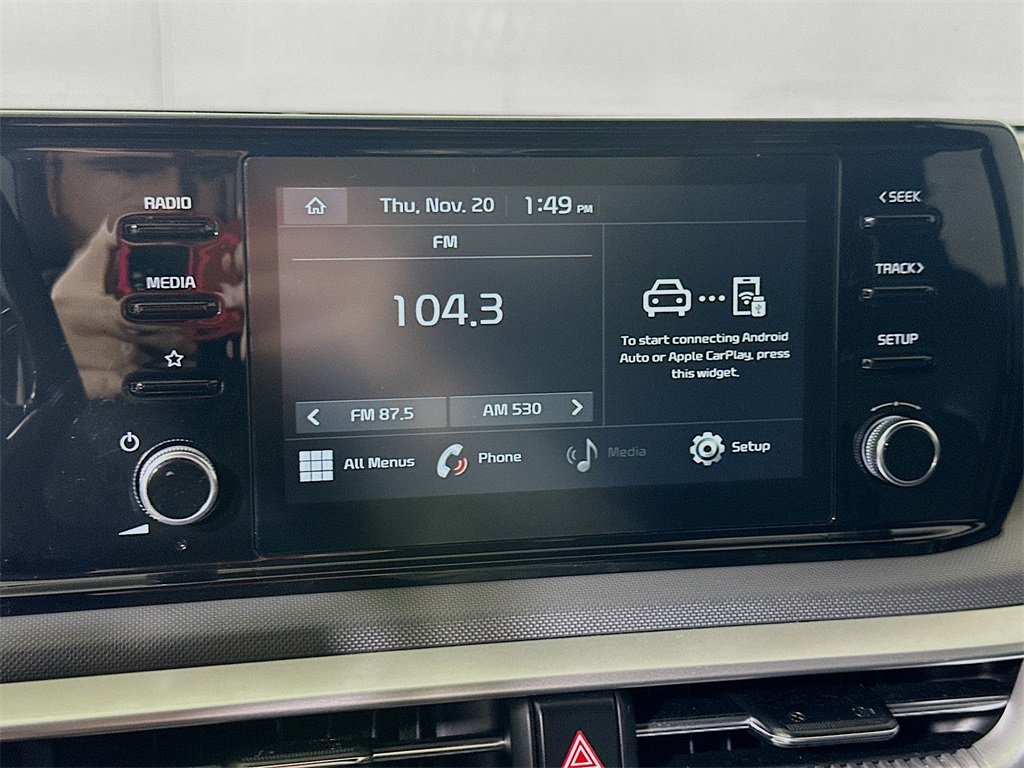 RADIO
MEDIA
Thu, Nov. 20 1:49 PM
FM
104.3
To start connecting Android
Auto or Apple CarPlay, press
this widget.
< FM 87.5
AM 530 >
All Menus
Phone
Media
Setup
<SEEK
TRACK>
SETUP